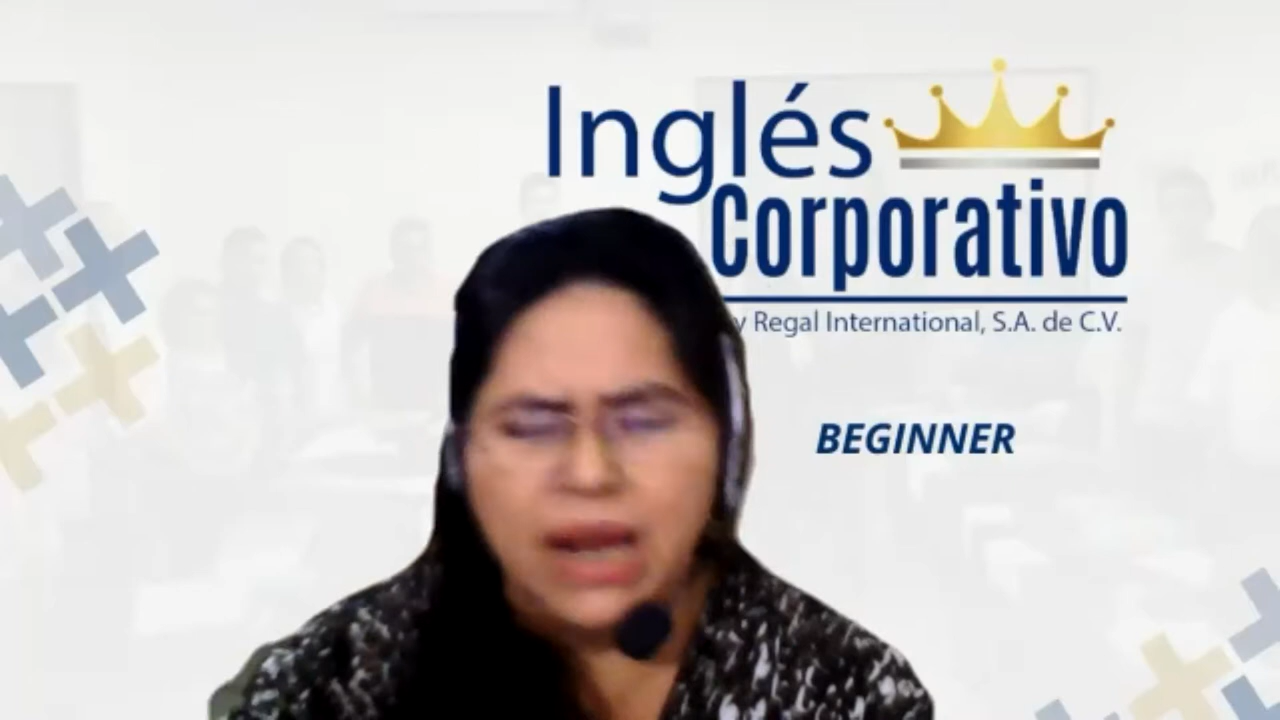 Inglés
Corporativo
y Regal International, S.A. de C.V.
BEGINNER